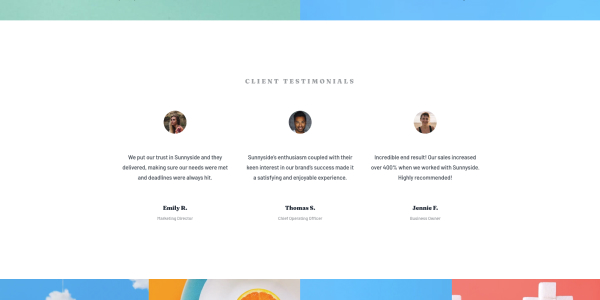 CLIENT TESTIMONIALS
We put our trust in Sunnyside and they
delivered, making sure our needs were met
and deadlines were always hit.
Emily R.
Marketing Director
Sunnyside's enthusiasm coupled with their
keen interest in our brand's success made it
a satisfying and enjoyable experience.
Thomas S.
Chief Operating Officer
Incredible end result! Our sales increased
over 400% when we worked with Sunnyside.
Highly recommended!
Jennie F.
Business Owner